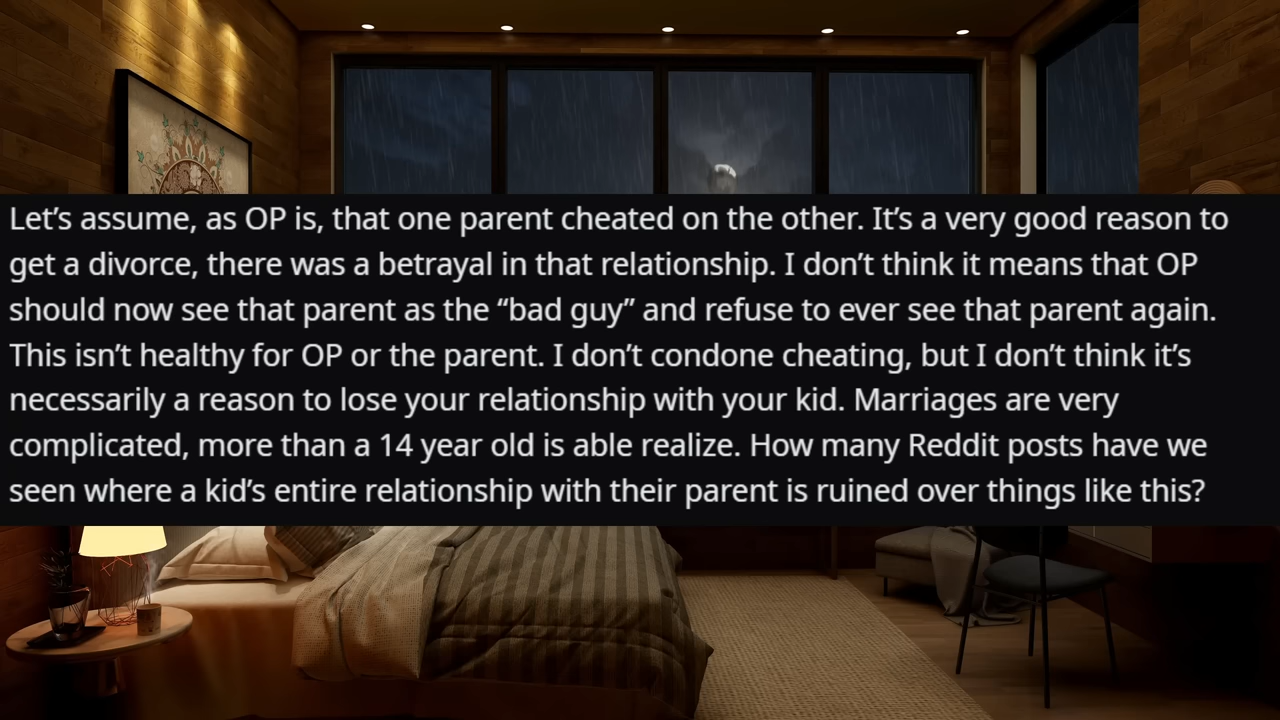 Let’s assume, as OP is, that one parent cheated on the other. It’s a very good reason to
get a divorce, there was a betrayal in that relationship. I don’t think it means that OP
should now see that parent as the “bad guy” and refuse to ever see that parent again.
This isn’t healthy for OP or the parent. I don’t condone cheating, but I don’t think it’s
necessarily a reason to lose your relationship with your kid. Marriages are very
complicated, more than a 14 year old is able realize. How many Reddit posts have we
seen where a kid’s entire relationship with their parent is ruined over things like this?